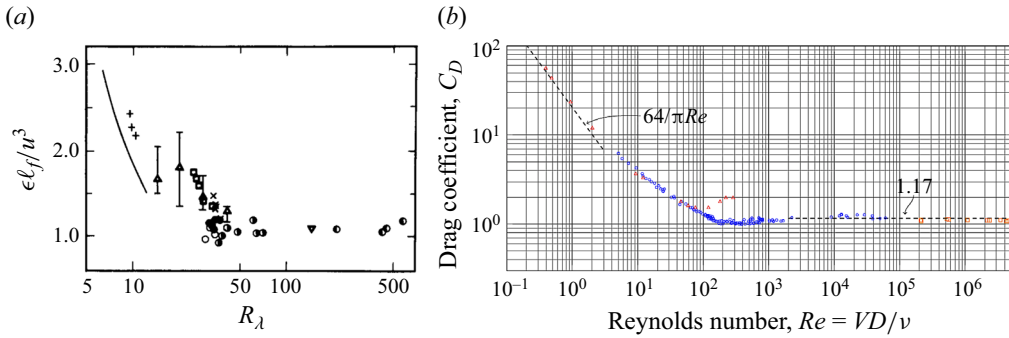 (a)
3.0
2.0
1.0
ϵℓ_f/u³
5 10 50 100 500
R_λ
(b)
10² 
10¹
10⁰
Drag coefficient, C_D
64/πRe
1.17
10⁻¹ 10⁰ 10¹ 10² 10³ 10⁴ 10⁵ 10⁶
Reynolds number, Re = VD/ν